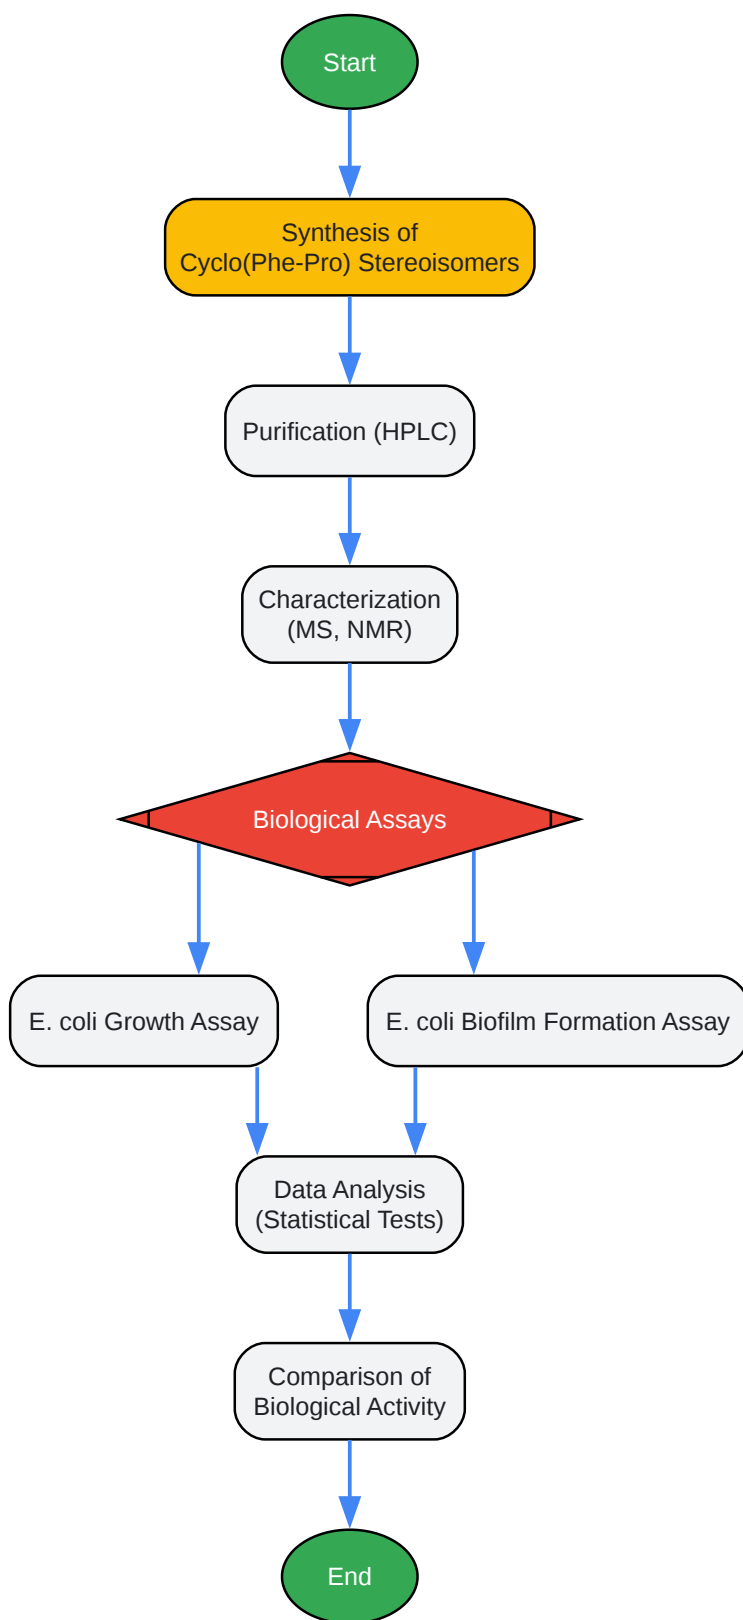 Start
Synthesis of
Cyclo(Phe-Pro) Stereoisomers
Purification (HPLC)
Characterization
(MS, NMR)
Biological Assays
E. coli Growth Assay
E. coli Biofilm Formation Assay
Data Analysis
(Statistical Tests)
Comparison of
Biological Activity
End